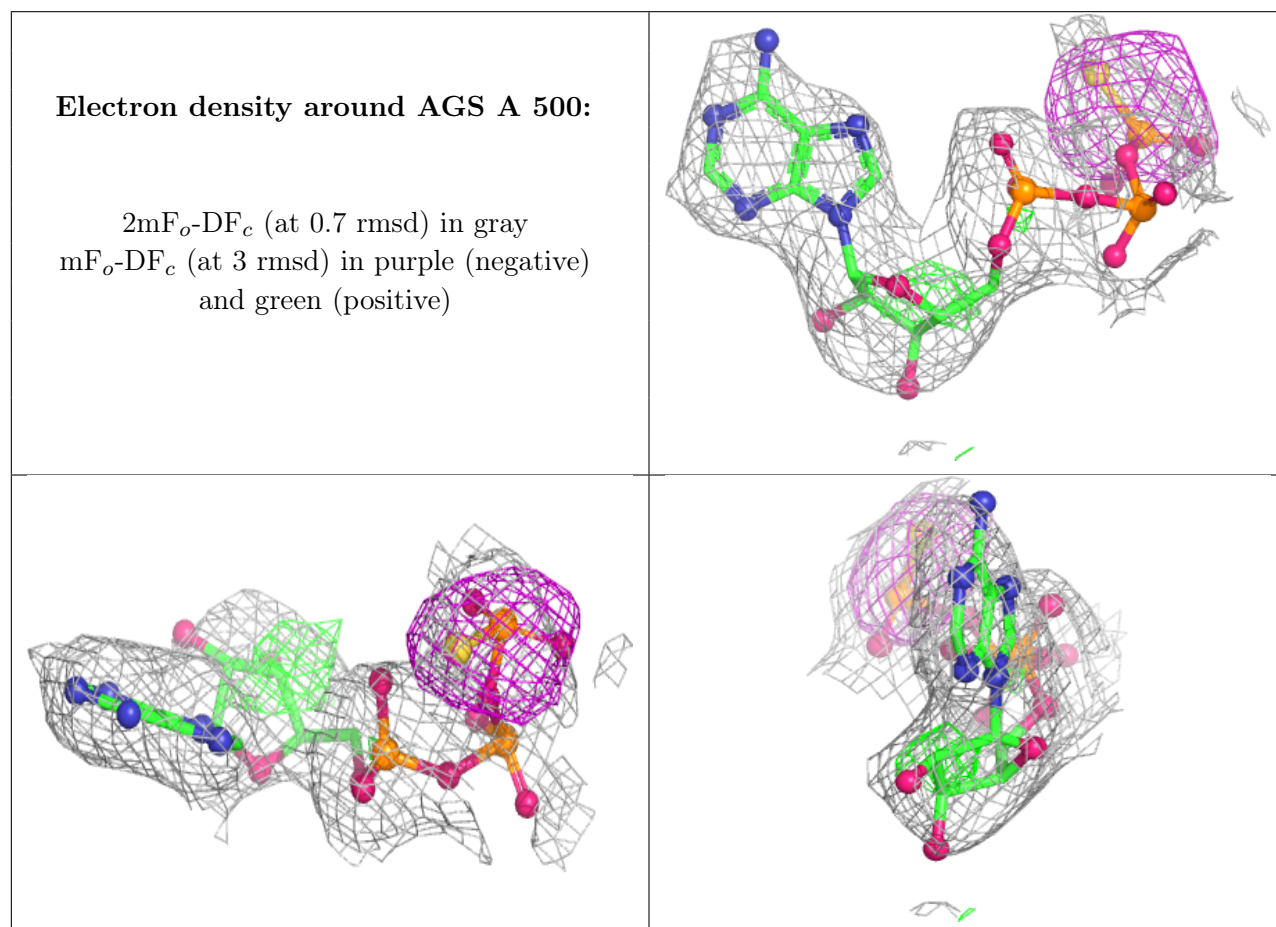 Electron density around AGS A 500:
2mFo-DFc (at 0.7 rmsd) in gray
mFo-DFc (at 3 rmsd) in purple (negative)
and green (positive)